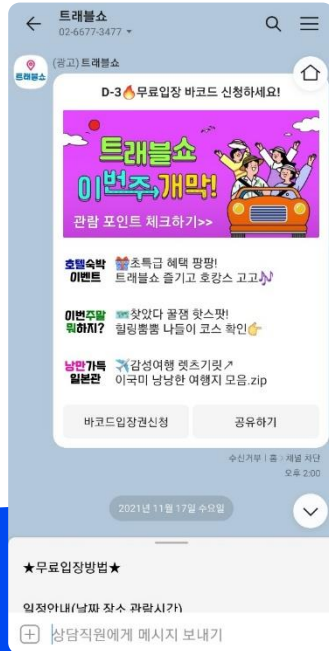 트래블쇼
02-6677-3477
트래블쇼
(광고) 트래블쇼
D-3🔥무료입장 바코드 신청하세요!
트래블쇼
이번주,개막!
관람 포인트 체크하기>>
호텔숙박 🎁초특급 혜택 팡팡!
이벤트 트래블쇼 즐기고 호캉스 고고🎶
이번주말 🎫찾았다 꿀잼 핫스팟!
뭐하지? 힐링뿜뿜 나들이 코스 확인👉
낭만가득 ✈️감성여행 렛츠기릿↗
일본관 이국미 낭낭한 여행지 모음.zip
바코드입장권신청 공유하기
수신거부 | 홈 > 채널 차단
오후 2:00
2021년 11월 17일 수요일
★무료입장방법★
일정안내(날짜 장소 관람시간)
상담직원에게 메시지 보내기